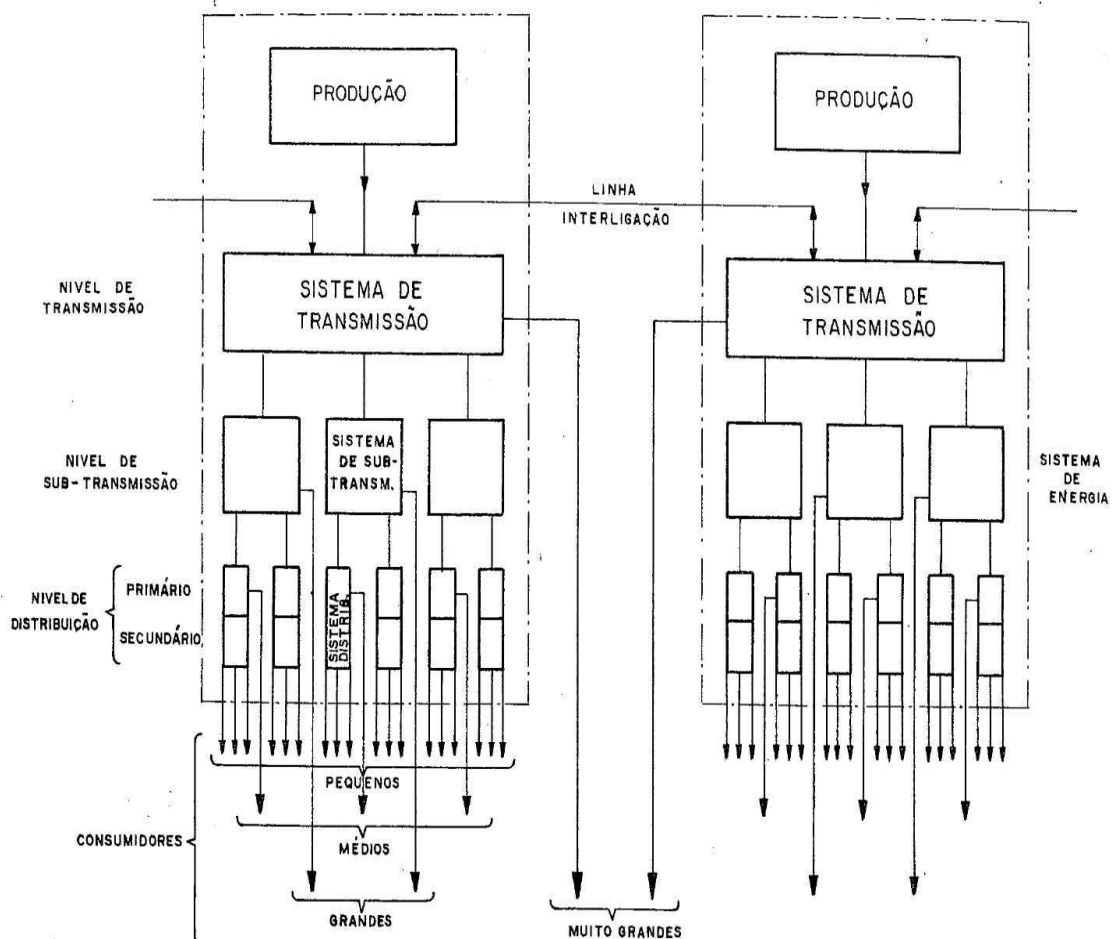 PRODUÇÃO
PRODUÇÃO
LINHA
INTERLIGAÇÃO
NIVEL DE
TRANSMISSÃO
SISTEMA DE
TRANSMISSÃO
SISTEMA DE
TRANSMISSÃO
NIVEL DE
SUB-TRANSMISSÃO
SISTEMA
DE SUB-
TRANSM.
SISTEMA
DE
ENERGIA
NIVEL DE
DISTRIBUIÇÃO
PRIMÁRIO
SECUNDÁRIO
SISTEMA
DISTRIB.
PEQUENOS
CONSUMIDORES
MÉDIOS
GRANDES
MUITO GRANDES